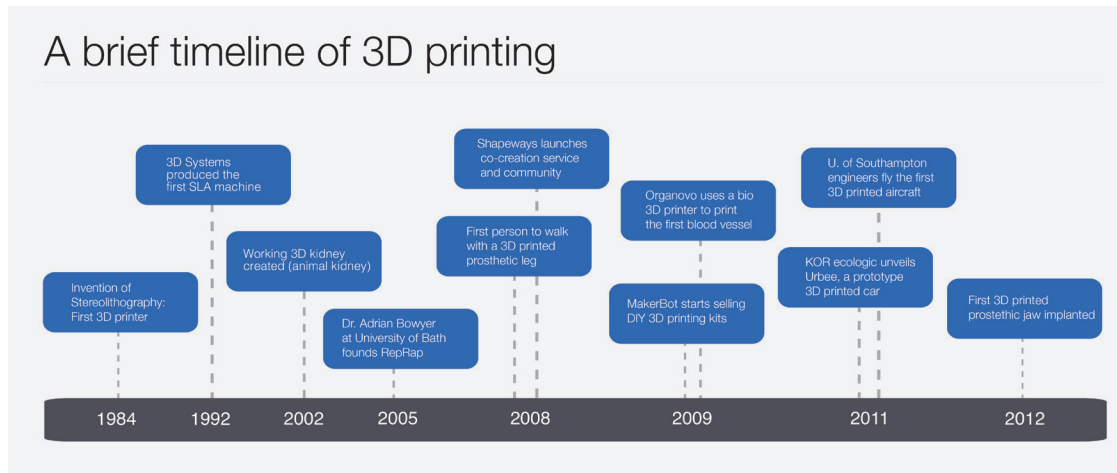 A brief timeline of 3D printing
3D Systems
produced the
first SLA machine
Shapeways launches
co-creation service
and community
U. of Southampton
engineers fly the first
3D printed aircraft
Organovo uses a bio
3D printer to print
the first blood vessel
Working 3D kidney
created (animal kidney)
First person to walk
with a 3D printed
prosthetic leg
KOR ecologic unveils
Urbee, a prototype
3D printed car
Invention of
Stereolithography:
First 3D printer
MakerBot starts selling
DIY 3D printing kits
First 3D printed
prostethic jaw implanted
Dr. Adrian Bowyer
at University of Bath
founds RepRap
1984 1992 2002 2005 2008 2009 2011 2012